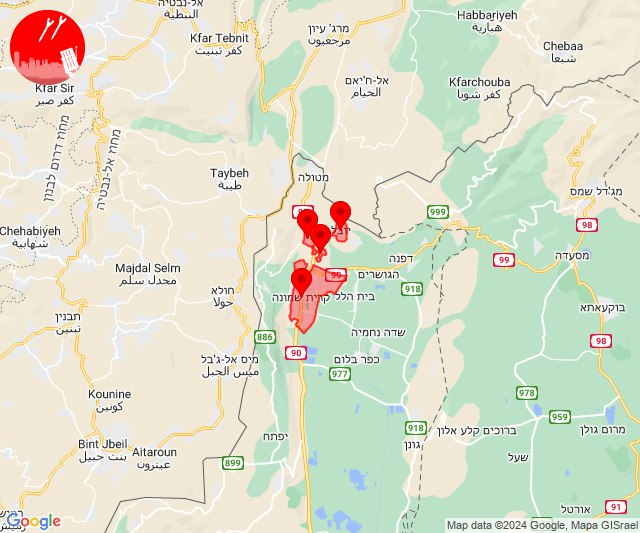 אל-נבטיה
النبطية
מרג' עיון
مرجعيون
Habbariyeh
هبارية
Kfar Tebnit
كفر تبنيت
Chebaa
شبعا
אל-ח'יאם
الخيام
Kfarchouba
كفر شوبا
Kfar Sir
كفر صير
מחוז דרום לבנון
מחוז אל-נבטיה
מטולה
Taybeh
طيبة
מג'דל שמס
999
98
Chehabiyeh
شهابية
99
99
דפנה
מסעדה
Majdal Selm
مجدل سلم
הגושרים
918
חולא
حولا
קרית שמונה
בית הלל
בוקעאתא
תבנין
تبنين
שדה נחמיה
886
98
מיס אל-ג'בל
ميس الجبل
90
כפר בלום
977
Kounine
كونين
978
959
918
מרום גולן
יפתח
ברוכים קלע אלון
גונן
Bint Jbeil
بنت جبيل
Aitaroun
عيترون
899
שעל
91
אורטל
Google
Map data ©2024 Google, Mapa GISrael